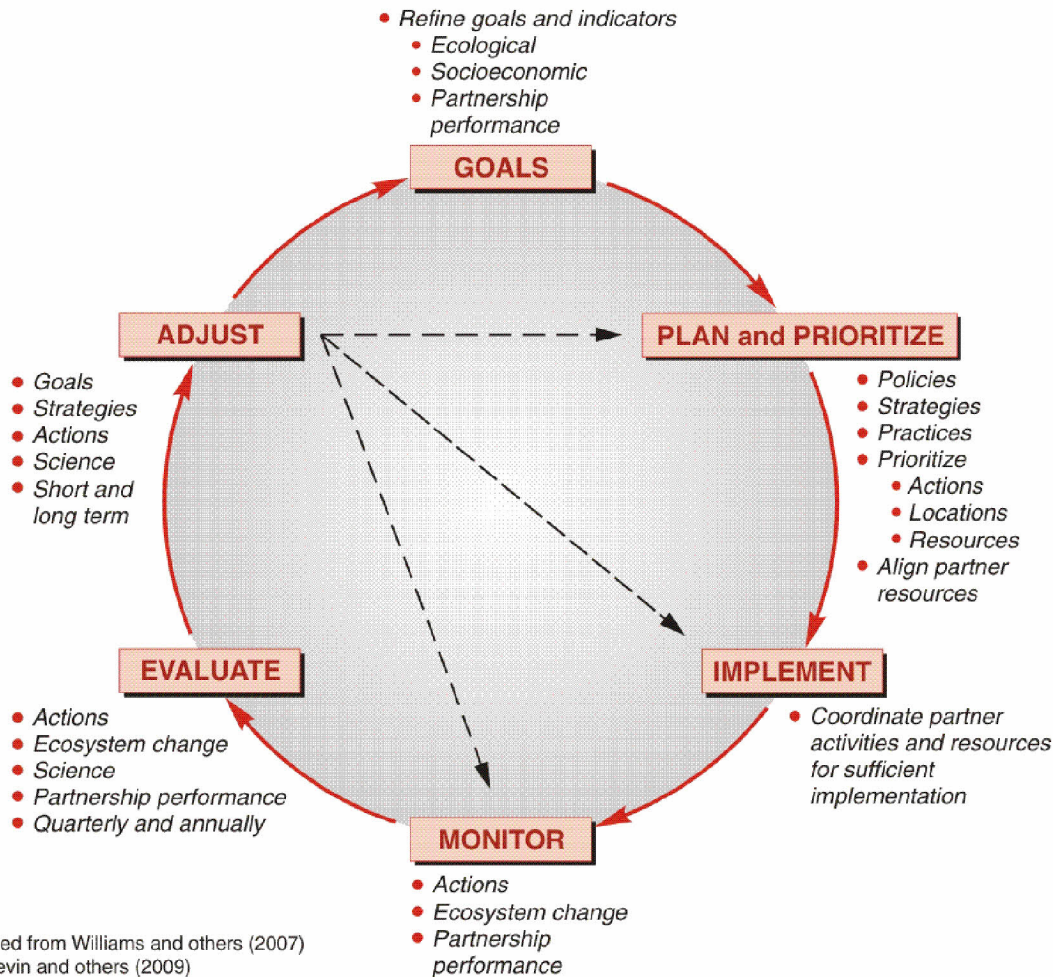 • Refine goals and indicators
• Ecological
• Socioeconomic
• Partnership
performance
GOALS
ADJUST
• Goals
• Strategies
• Actions
• Science
• Short and
long term
PLAN and PRIORITIZE
• Policies
• Strategies
• Practices
• Prioritize
• Actions
• Locations
• Resources
• Align partner
resources
EVALUATE
• Actions
• Ecosystem change
• Science
• Partnership performance
• Quarterly and annually
IMPLEMENT
• Coordinate partner
activities and resources
for sufficient
implementation
MONITOR
• Actions
• Ecosystem change
• Partnership
performance
ed from Williams and others (2007)
evin and others (2009)